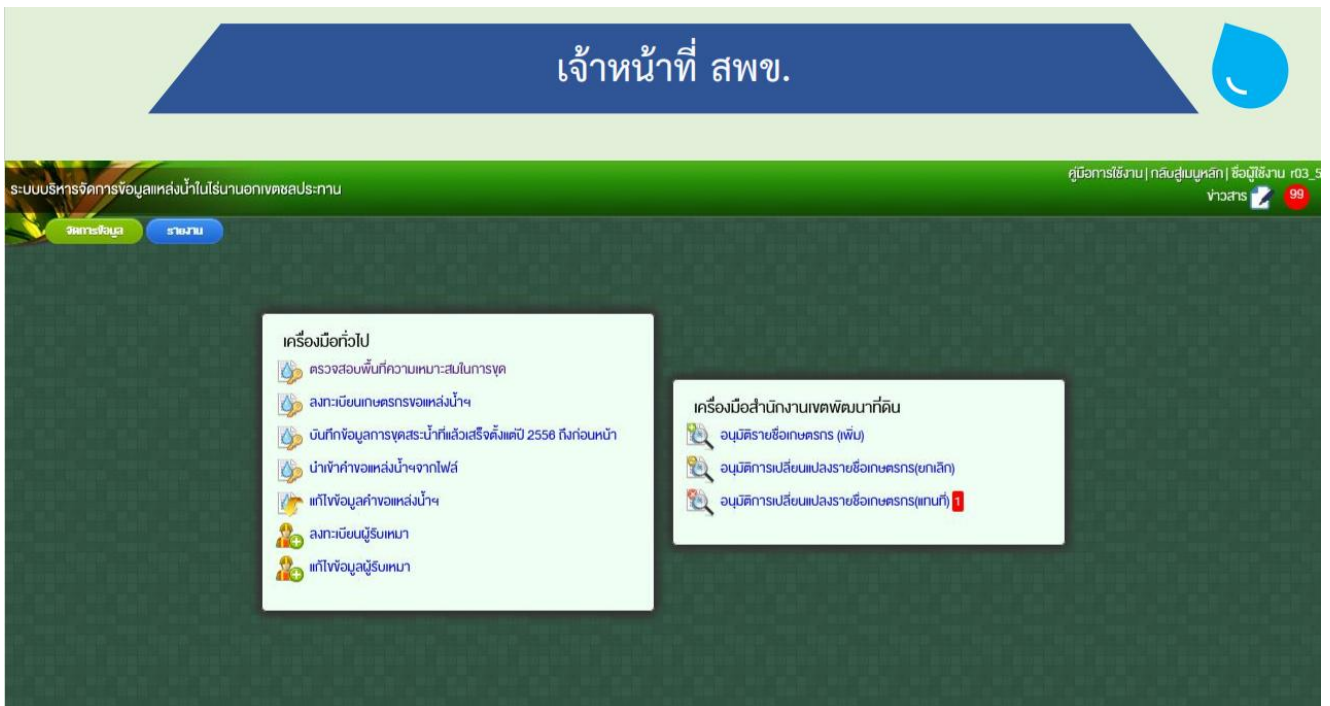 เจ้าหน้าที่ สพข.
ระบบบริหารจัดการข้อมูลแหล่งน้ำในไร่นานอกเขตชลประทาน
คู่มือการใช้งาน | กลับสู่เมนูหลัก | ชื่อผู้ใช้งาน r03_5
ข่าวสาร 99
จัดการข้อมูล รายงาน
เครื่องมือทั่วไป
ตรวจสอบพื้นที่ความเหมาะสมในการขุด
ลงทะเบียนเกษตรกรขอแหล่งน้ำฯ
บันทึกข้อมูลการขุดสระน้ำที่แล้วเสร็จตั้งแต่ปี 2556 ถึงก่อนหน้า
นำเข้าคำขอแหล่งน้ำฯจากไฟล์
แก้ไขข้อมูลคำขอแหล่งน้ำฯ
ลงทะเบียนผู้รับเหมา
แก้ไขข้อมูลผู้รับเหมา
เครื่องมือสำนักงานเขตพัฒนาที่ดิน
อนุมัติรายชื่อเกษตรกร (เพิ่ม)
อนุมัติการเปลี่ยนแปลงรายชื่อเกษตรกร(ยกเลิก)
อนุมัติการเปลี่ยนแปลงรายชื่อเกษตรกร(แทนที่) 1